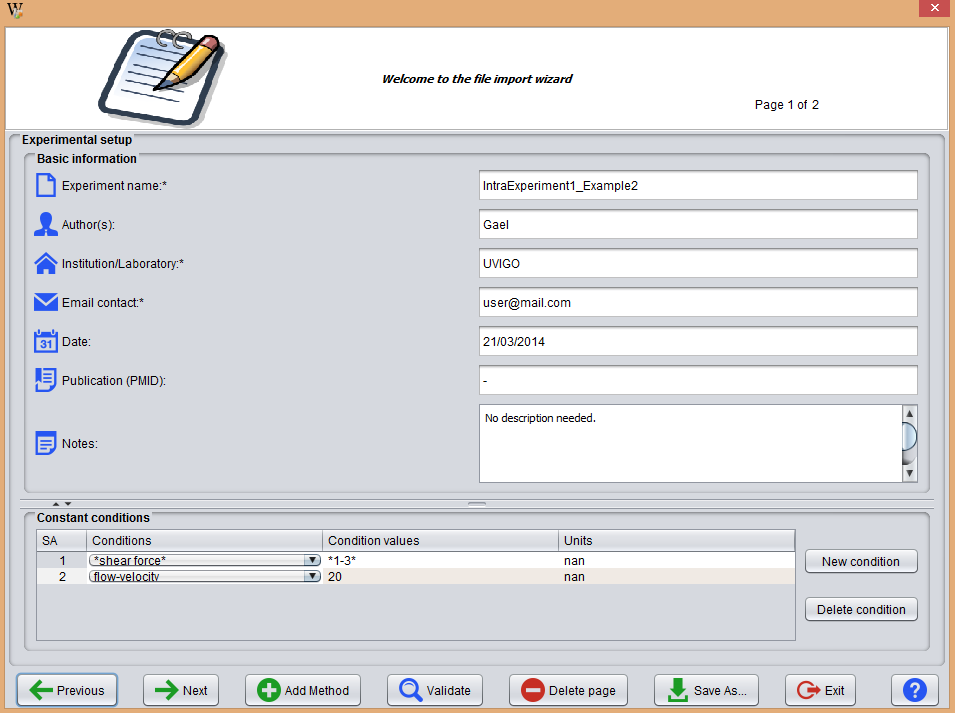 W
Welcome to the file import wizard
Page 1 of 2
Experimental setup
Basic information
Experiment name:* IntraExperiment1_Example2
Author(s): Gael
Institution/Laboratory:* UVIGO
Email contact:* user@mail.com
31 Date: 21/03/2014
Publication (PMID): -
Notes: No description needed.
Constant conditions
SA Conditions Condition values Units
1 *shear force* *1-3* nan
2 flow-velocity 20 nan
New condition
Delete condition
Previous Next Add Method Validate Delete page Save As... Exit ?